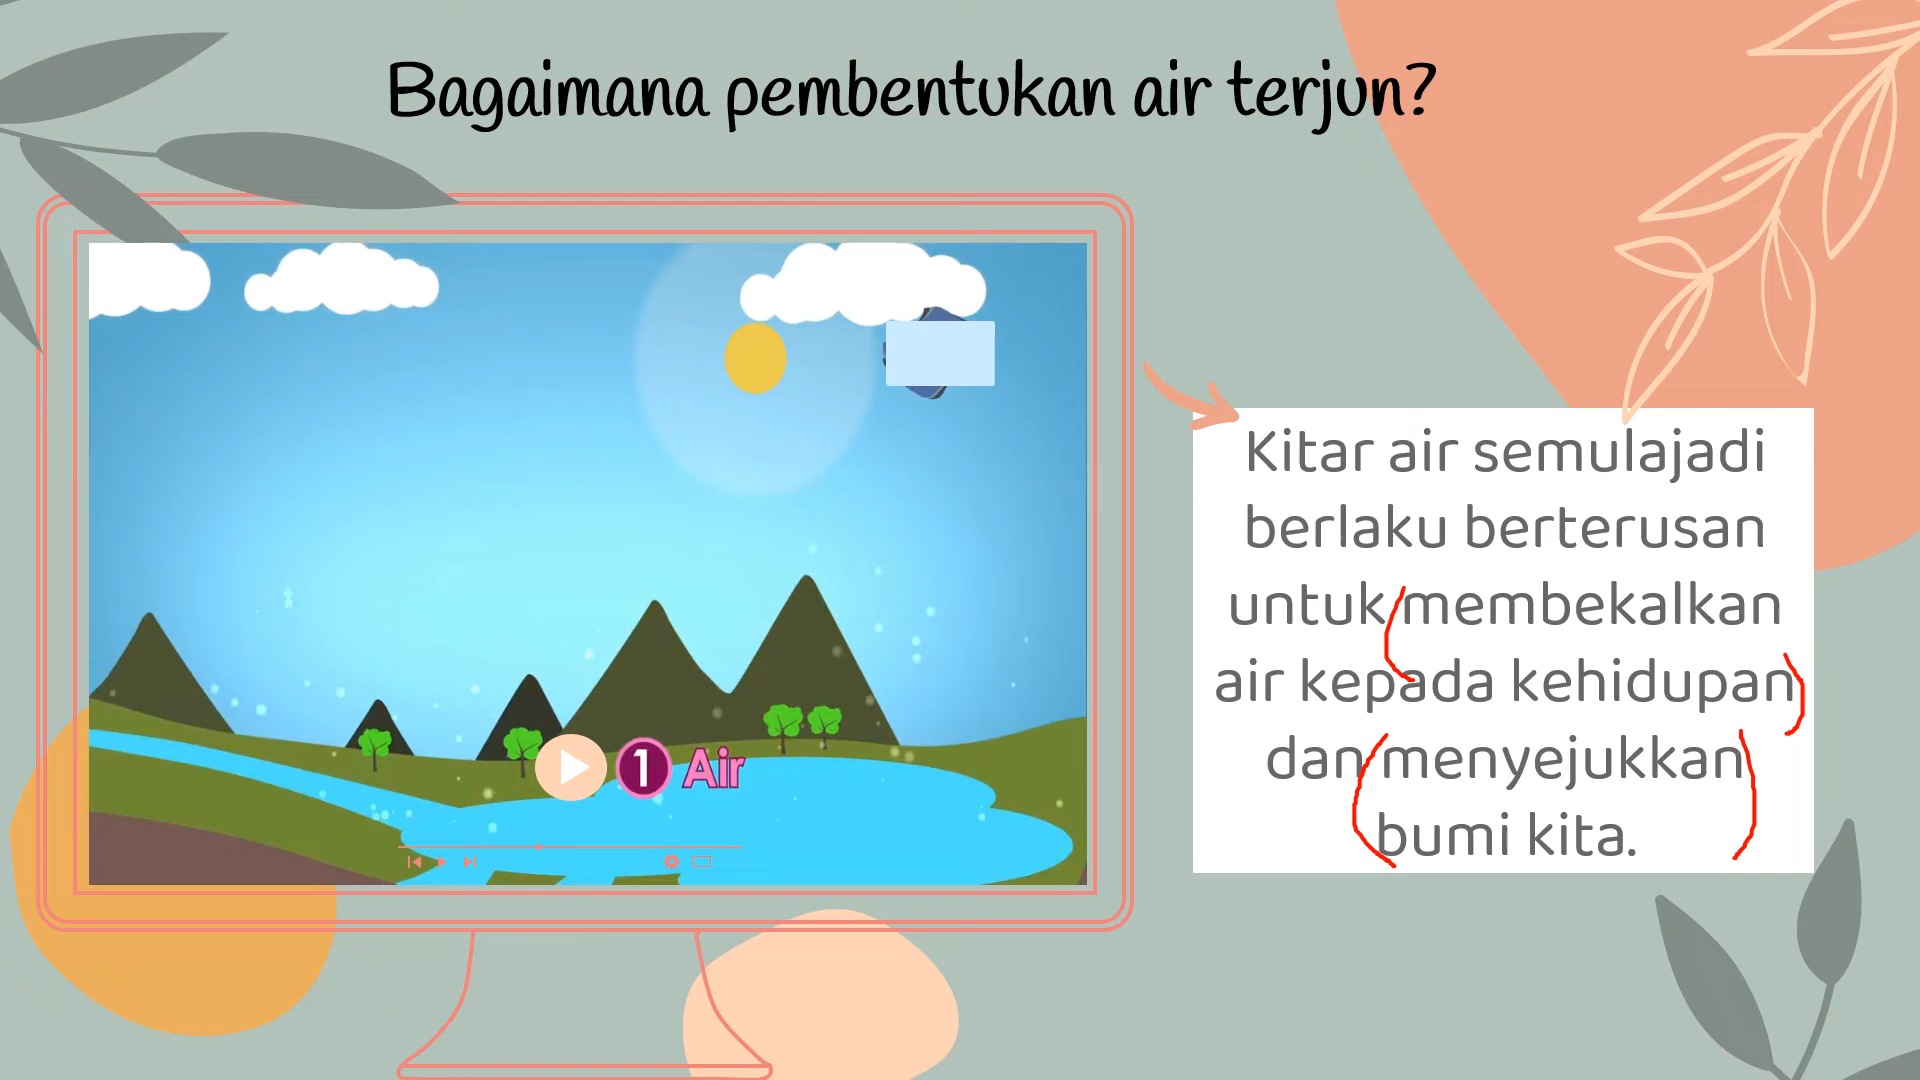 Bagaimana pembentukan air terjun?
1 Air
Kitar air semulajadi
berlaku berterusan
untuk membekalkan
air kepada kehidupan
dan menyejukkan
bumi kita.